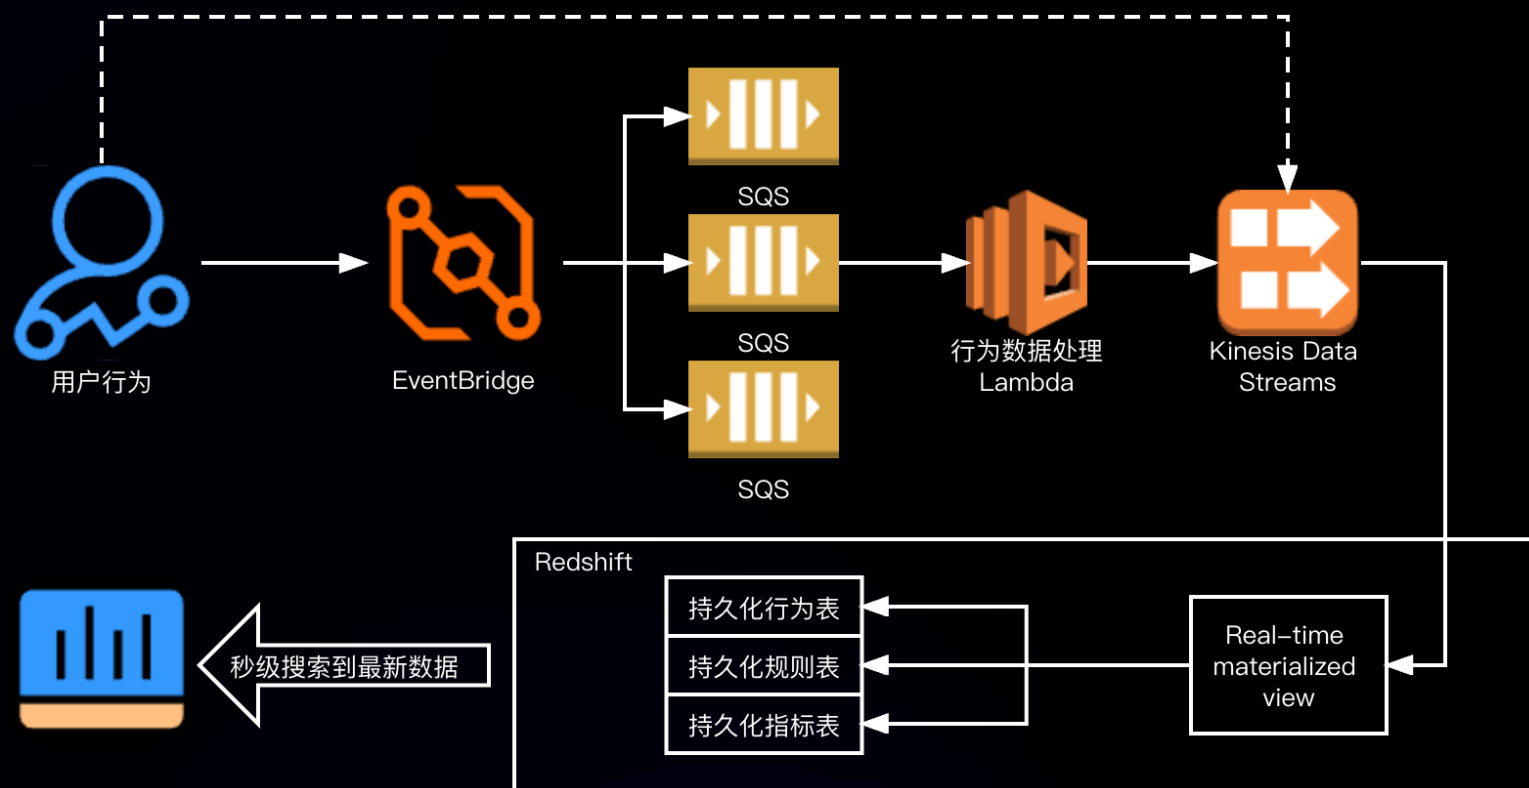 SQS
SQS
SQS
用户行为
EventBridge
行为数据处理
Lambda
Kinesis Data
Streams
Redshift
持久化行为表
持久化规则表
持久化指标表
Real-time
materialized
view
秒级搜索到最新数据